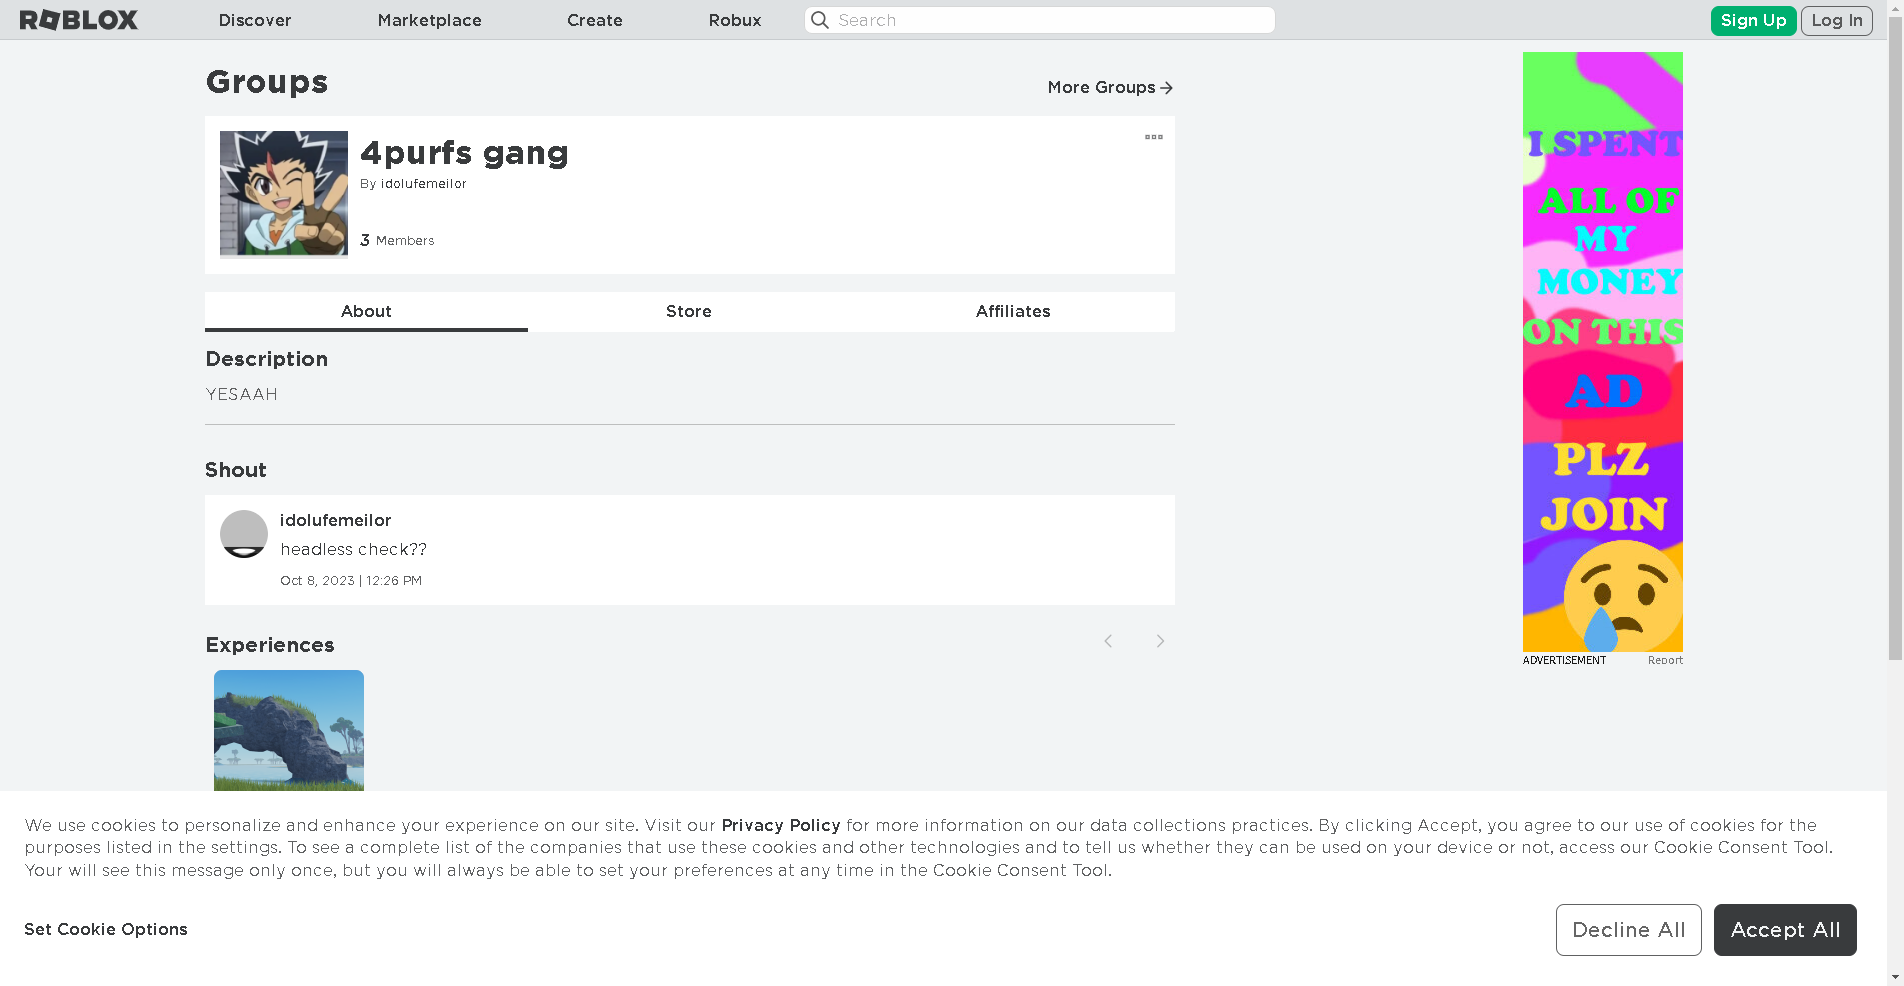 ROBLOX
Discover
Marketplace
Create
Robux
Search
Sign Up
Log In
Groups
More Groups
4purfs gang
By idolufemeilor
3 Members
About
Store
Affiliates
Description
YESAAH
Shout
idolufemeilor
headless check??
Oct 8, 2023 | 12:26 PM
Experiences
I SPENT
ALL OF
MY
MONEY
ON THIS
AD
PLZ
JOIN
ADVERTISEMENT
Report
We use cookies to personalize and enhance your experience on our site. Visit our Privacy Policy for more information on our data collections practices. By clicking Accept, you agree to our use of cookies for the
purposes listed in the settings. To see a complete list of the companies that use these cookies and other technologies and to tell us whether they can be used on your device or not, access our Cookie Consent Tool.
Your will see this message only once, but you will always be able to set your preferences at any time in the Cookie Consent Tool.
Set Cookie Options
Decline All
Accept All